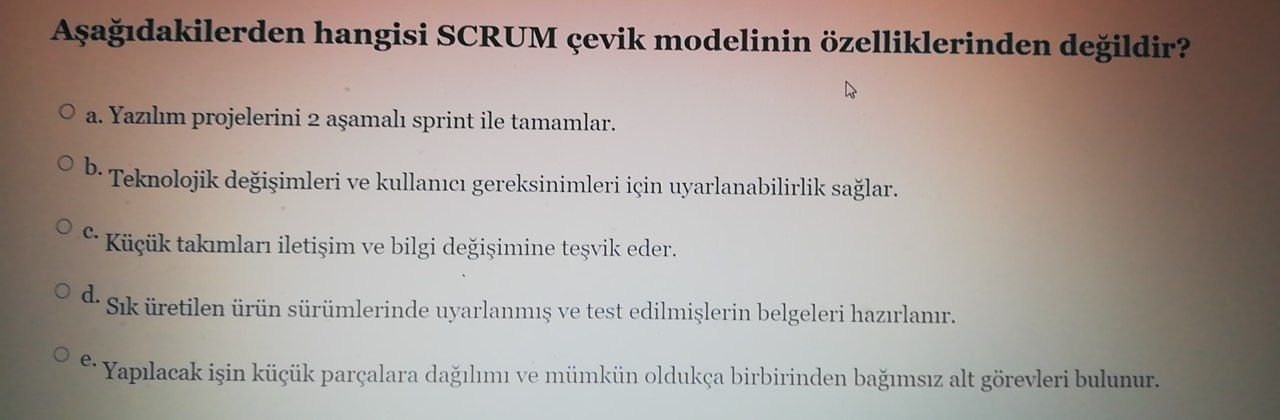 Aşağıdakilerden hangisi SCRUM çevik modelinin özelliklerinden değildir?
a. Yazılım projelerini 2 aşamalı sprint ile tamamlar.
b. Teknolojik değişimleri ve kullanıcı gereksinimleri için uyarlanabilirlik sağlar.
c. Küçük takımları iletişim ve bilgi değişimine teşvik eder.
d. Sık üretilen ürün sürümlerinde uyarlanmış ve test edilmişlerin belgeleri hazırlanır.
e. Yapılacak işin küçük parçalara dağılımı ve mümkün oldukça birbirinden bağımsız alt görevleri bulunur.